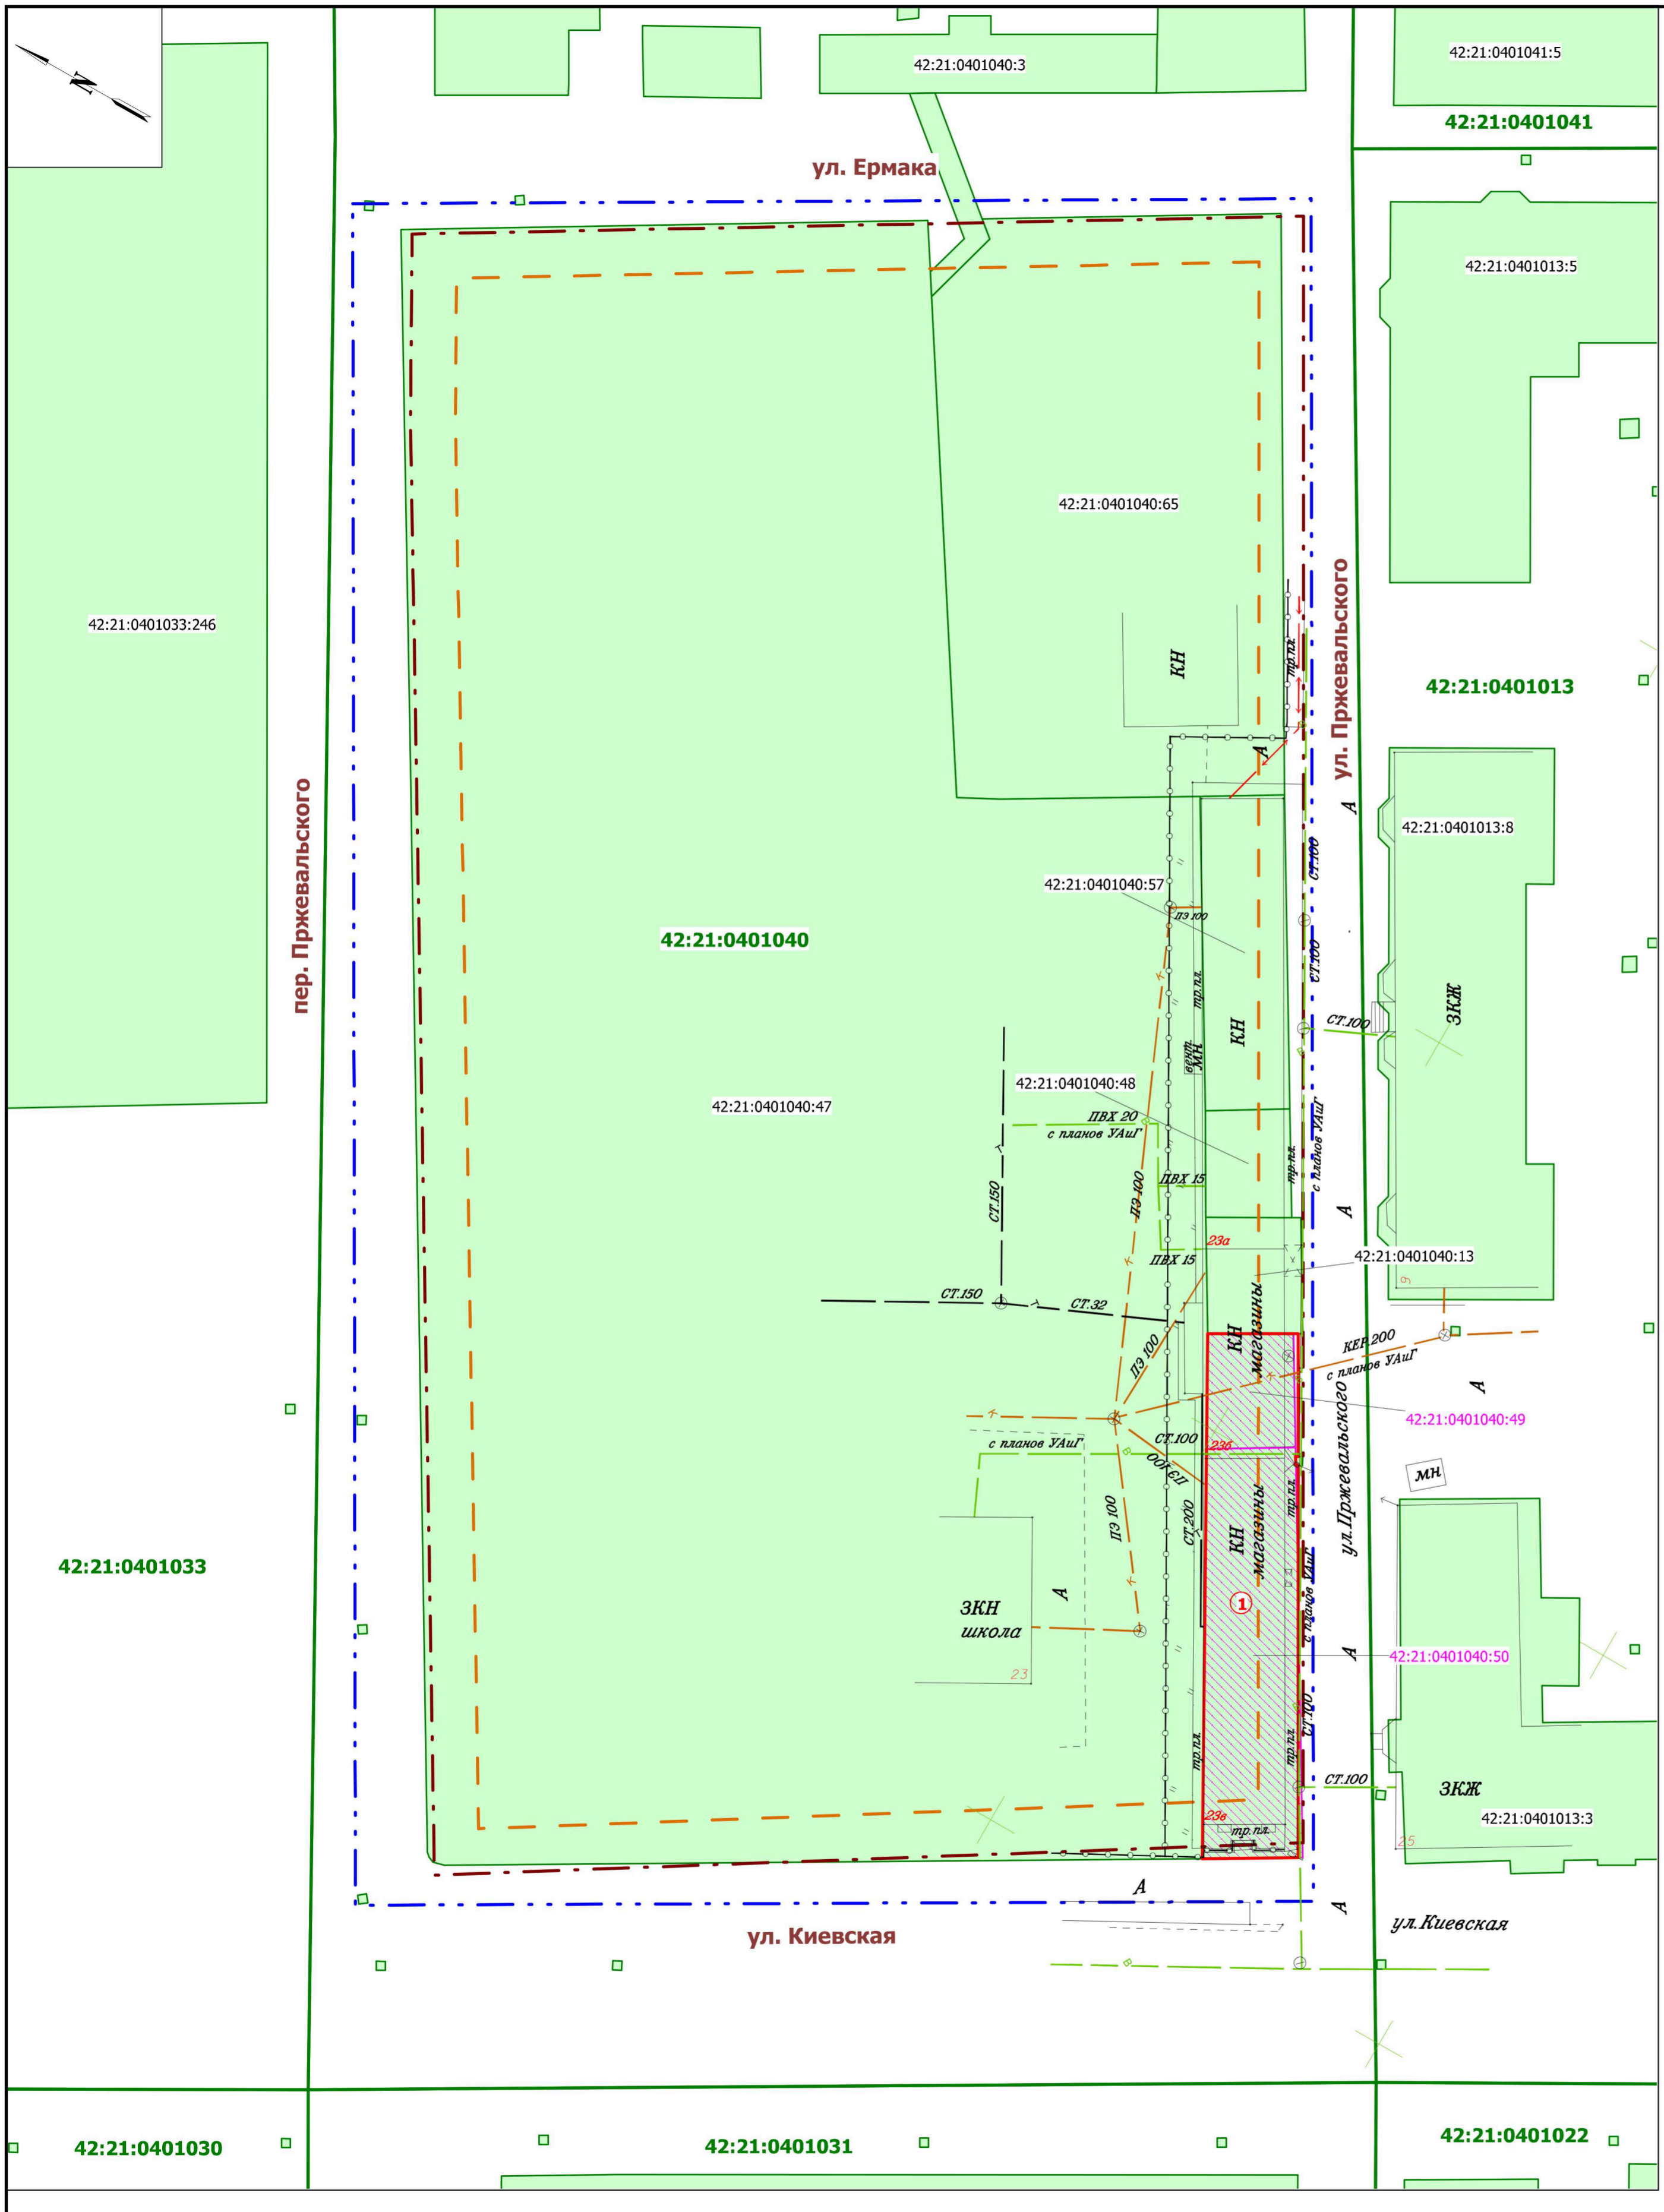 N
42:21:0401040:3
42:21:0401041:5
42:21:0401041
ул. Ермака
42:21:0401013:5
42:21:0401040:65
42:21:0401033:246
КН
тр.пл.
ул. Пржевальского
42:21:0401013
А
А
пер. Пржевальского
42:21:0401013:8
СТ.100
42:21:0401040:57
ПЭ 100
42:21:0401040
СТ.100
К
тр.пл.
ЗКЖ
КН
СТ.100
вент.
МН
В
42:21:0401040:48
42:21:0401040:47
ПВХ 20
В
с планов УАиГ
с планов УАиГ
Т
тр.пл.
ПВХ 15
СТ.150
ПЭ 100
А
23а
К
ПВХ 15
42:21:0401040:13
9
СТ.150
Т
СТ.32
КН
магазины
КЕР.200
ПЭ 100
с планов УАиГ
К
А
К
42:21:0401040:49
ул.Пржевальского
с планов УАиГ
СТ.100
23б
В
ПЭ 100
МН
тр.пл.
ПЭ 100
СТ.200
Т
КН
магазины
42:21:0401033
с планов УАиГ
К
А
1
ЗКН
школа
А
42:21:0401040:50
23
СТ.100
тр.пл.
тр.пл.
СТ.100
ЗКЖ
23в
42:21:0401013:3
тр.пл.
25
А
А
ул.Киевская
ул. Киевская
В
42:21:0401030
42:21:0401031
42:21:0401022